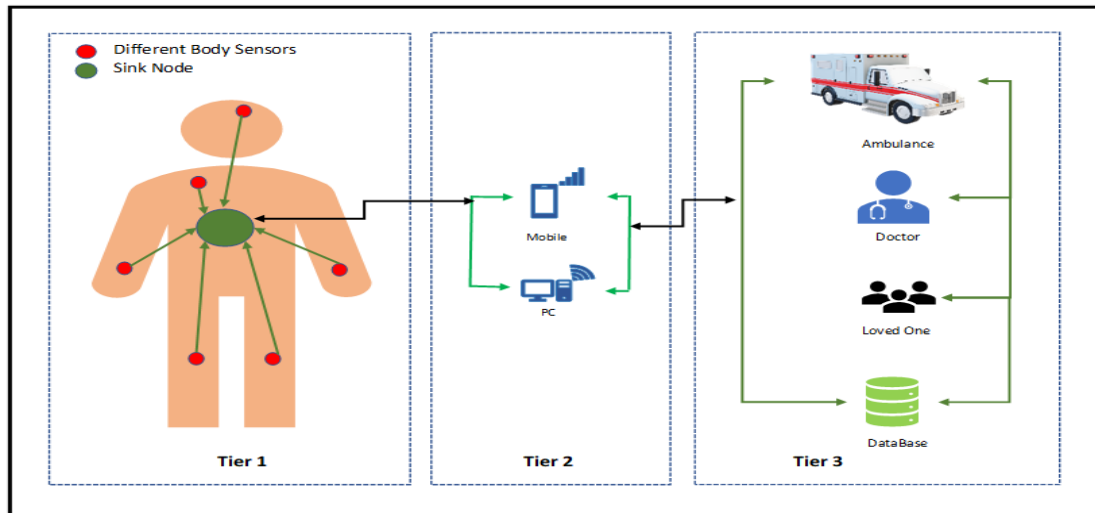 Different Body Sensors
Sink Node
Tier 1
Mobile
PC
Tier 2
Ambulance
Doctor
Loved One
DataBase
Tier 3